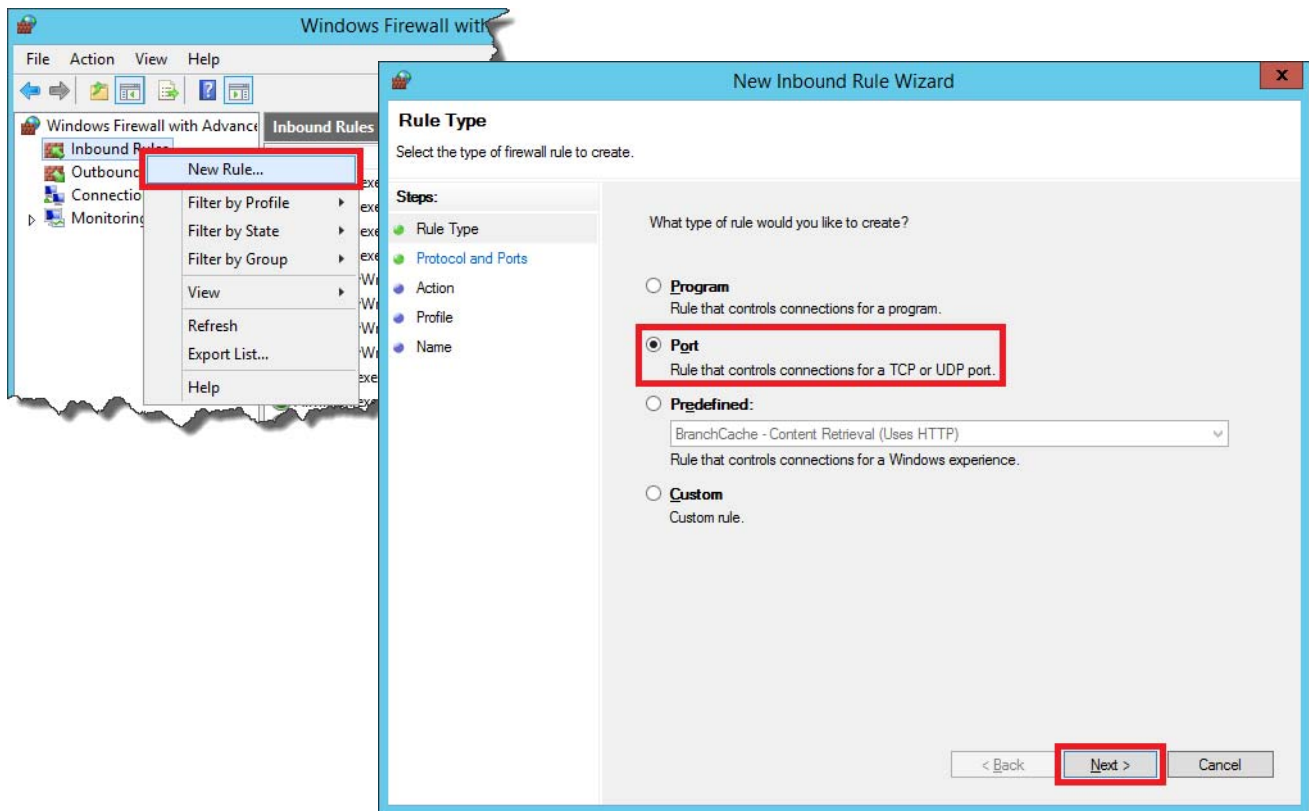 Windows Firewall with
File Action View Help
Windows Firewall with Advance
Inbound Rules
Inbound Rules
Outbound
Connectio
Monitoring
New Rule...
Filter by Profile
Filter by State
Filter by Group
View
Refresh
Export List...
Help
New Inbound Rule Wizard
Rule Type
Select the type of firewall rule to create.
Steps:
Rule Type
Protocol and Ports
Action
Profile
Name
What type of rule would you like to create?
Program
Rule that controls connections for a program.
Port
Rule that controls connections for a TCP or UDP port.
Predefined:
BranchCache - Content Retrieval (Uses HTTP)
Rule that controls connections for a Windows experience.
Custom
Custom rule.
< Back Next > Cancel